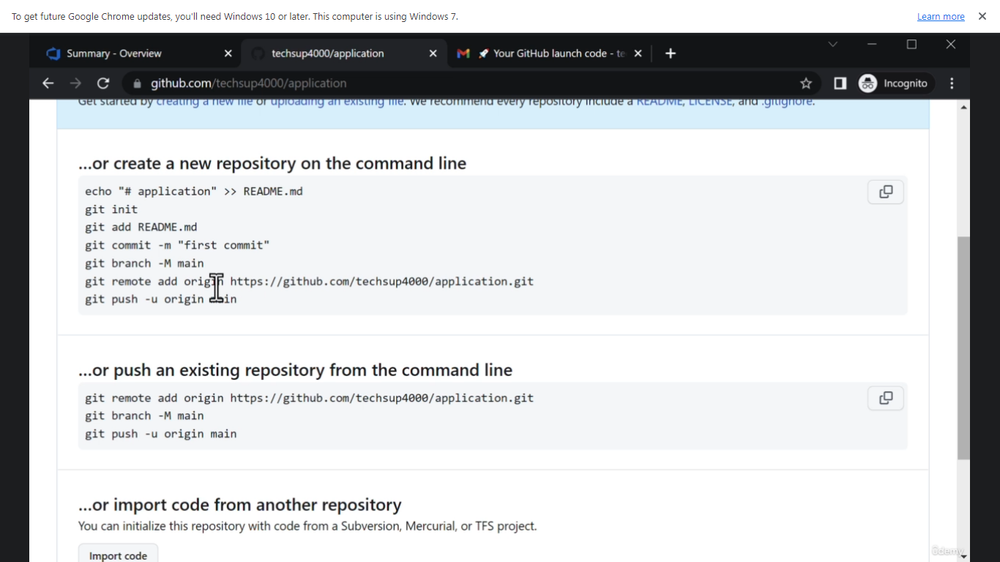 To get future Google Chrome updates, you'll need Windows 10 or later. This computer is using Windows 7.
Learn more
Summary - Overview
techsup4000/application
🚀 Your GitHub launch code - te
github.com/techsup4000/application
Incognito
Get started by creating a new file or uploading an existing file. We recommend every repository include a README, LICENSE, and .gitignore.
...or create a new repository on the command line
echo "# application" >> README.md
git init
git add README.md
git commit -m "first commit"
git branch -M main
git remote add origin https://github.com/techsup4000/application.git
git push -u origin main
...or push an existing repository from the command line
git remote add origin https://github.com/techsup4000/application.git
git branch -M main
git push -u origin main
...or import code from another repository
You can initialize this repository with code from a Subversion, Mercurial, or TFS project.
Import code
ûdemy